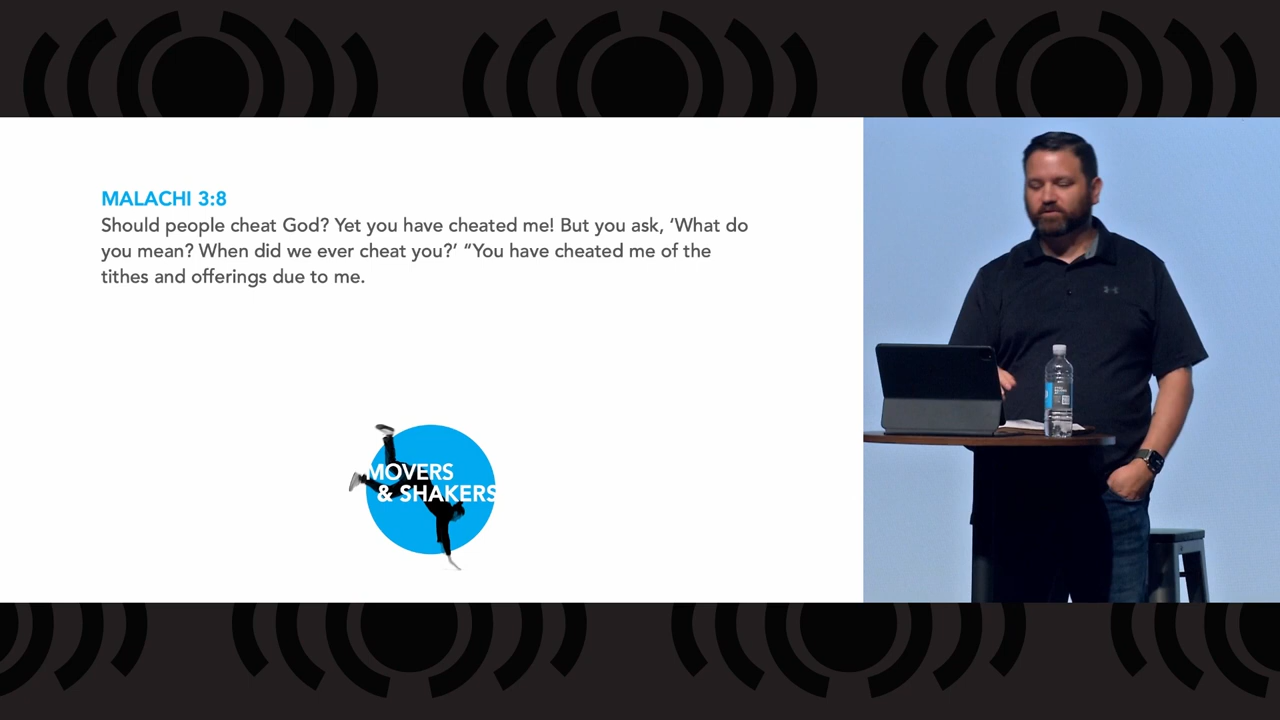 MALACHI 3:8
Should people cheat God? Yet you have cheated me! But you ask, ‘What do
you mean? When did we ever cheat you?’ “You have cheated me of the
tithes and offerings due to me.
MOVERS
& SHAKERS